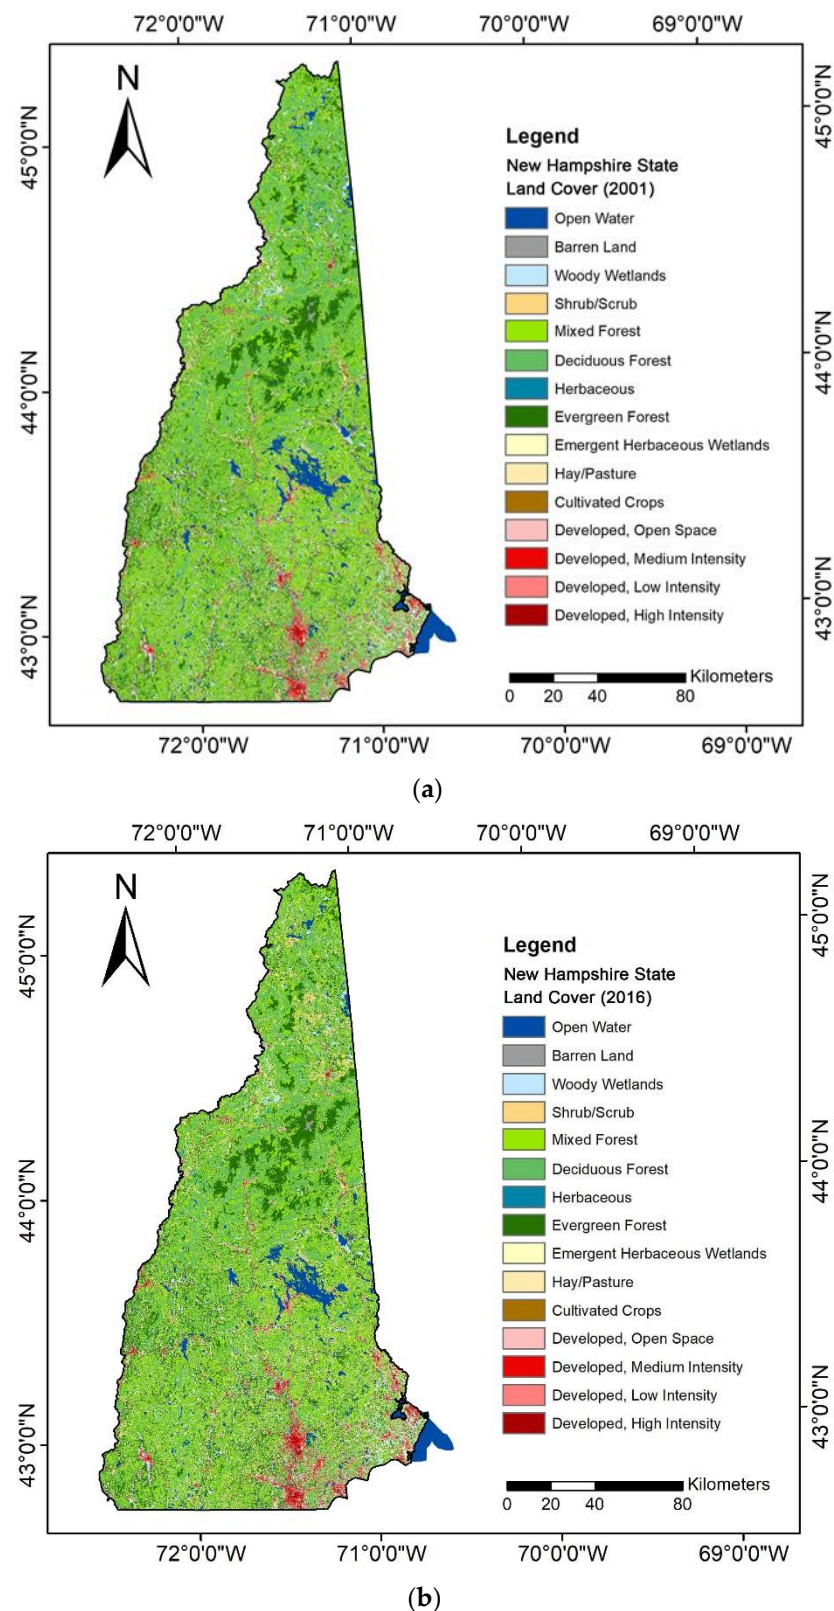 72°0'0"W 71°0'0"W 70°0'0"W 69°0'0"W
N
45°0'0"N
45°0'0"N
Legend
New Hampshire State
Land Cover (2001)
Open Water
Barren Land
Woody Wetlands
Shrub/Scrub
Mixed Forest
Deciduous Forest
Herbaceous
Evergreen Forest
Emergent Herbaceous Wetlands
Hay/Pasture
Cultivated Crops
Developed, Open Space
Developed, Medium Intensity
Developed, Low Intensity
Developed, High Intensity
44°0'0"N
44°0'0"N
43°0'0"N
43°0'0"N
Kilometers
0 20 40 80
72°0'0"W 71°0'0"W 70°0'0"W 69°0'0"W
(a)
72°0'0"W 71°0'0"W 70°0'0"W 69°0'0"W
N
45°0'0"N
45°0'0"N
Legend
New Hampshire State
Land Cover (2016)
Open Water
Barren Land
Woody Wetlands
Shrub/Scrub
Mixed Forest
Deciduous Forest
Herbaceous
Evergreen Forest
Emergent Herbaceous Wetlands
Hay/Pasture
Cultivated Crops
Developed, Open Space
Developed, Medium Intensity
Developed, Low Intensity
Developed, High Intensity
44°0'0"N
44°0'0"N
43°0'0"N
43°0'0"N
Kilometers
0 20 40 80
72°0'0"W 71°0'0"W 70°0'0"W 69°0'0"W
(b)